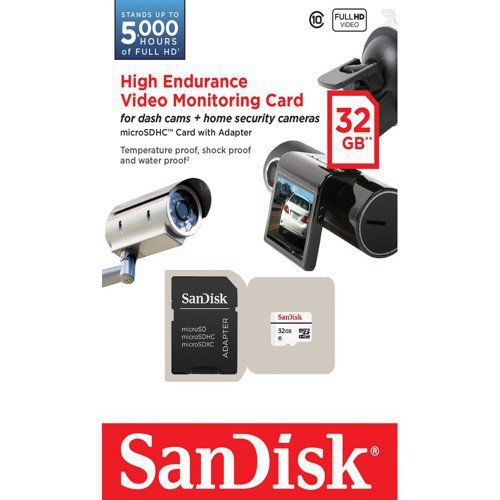 STANDS UP TO
5,000
HOURS
of FULL HD¹
10
FULL HD
VIDEO
High Endurance
Video Monitoring Card
for dash cams + home security cameras
microSDHC™ Card with Adapter
Temperature proof, shock proof
and water proof²
32
GB**
SanDisk
microSD
microSDHC
microSDXC
ADAPTER
SanDisk
32GB
SanDisk®